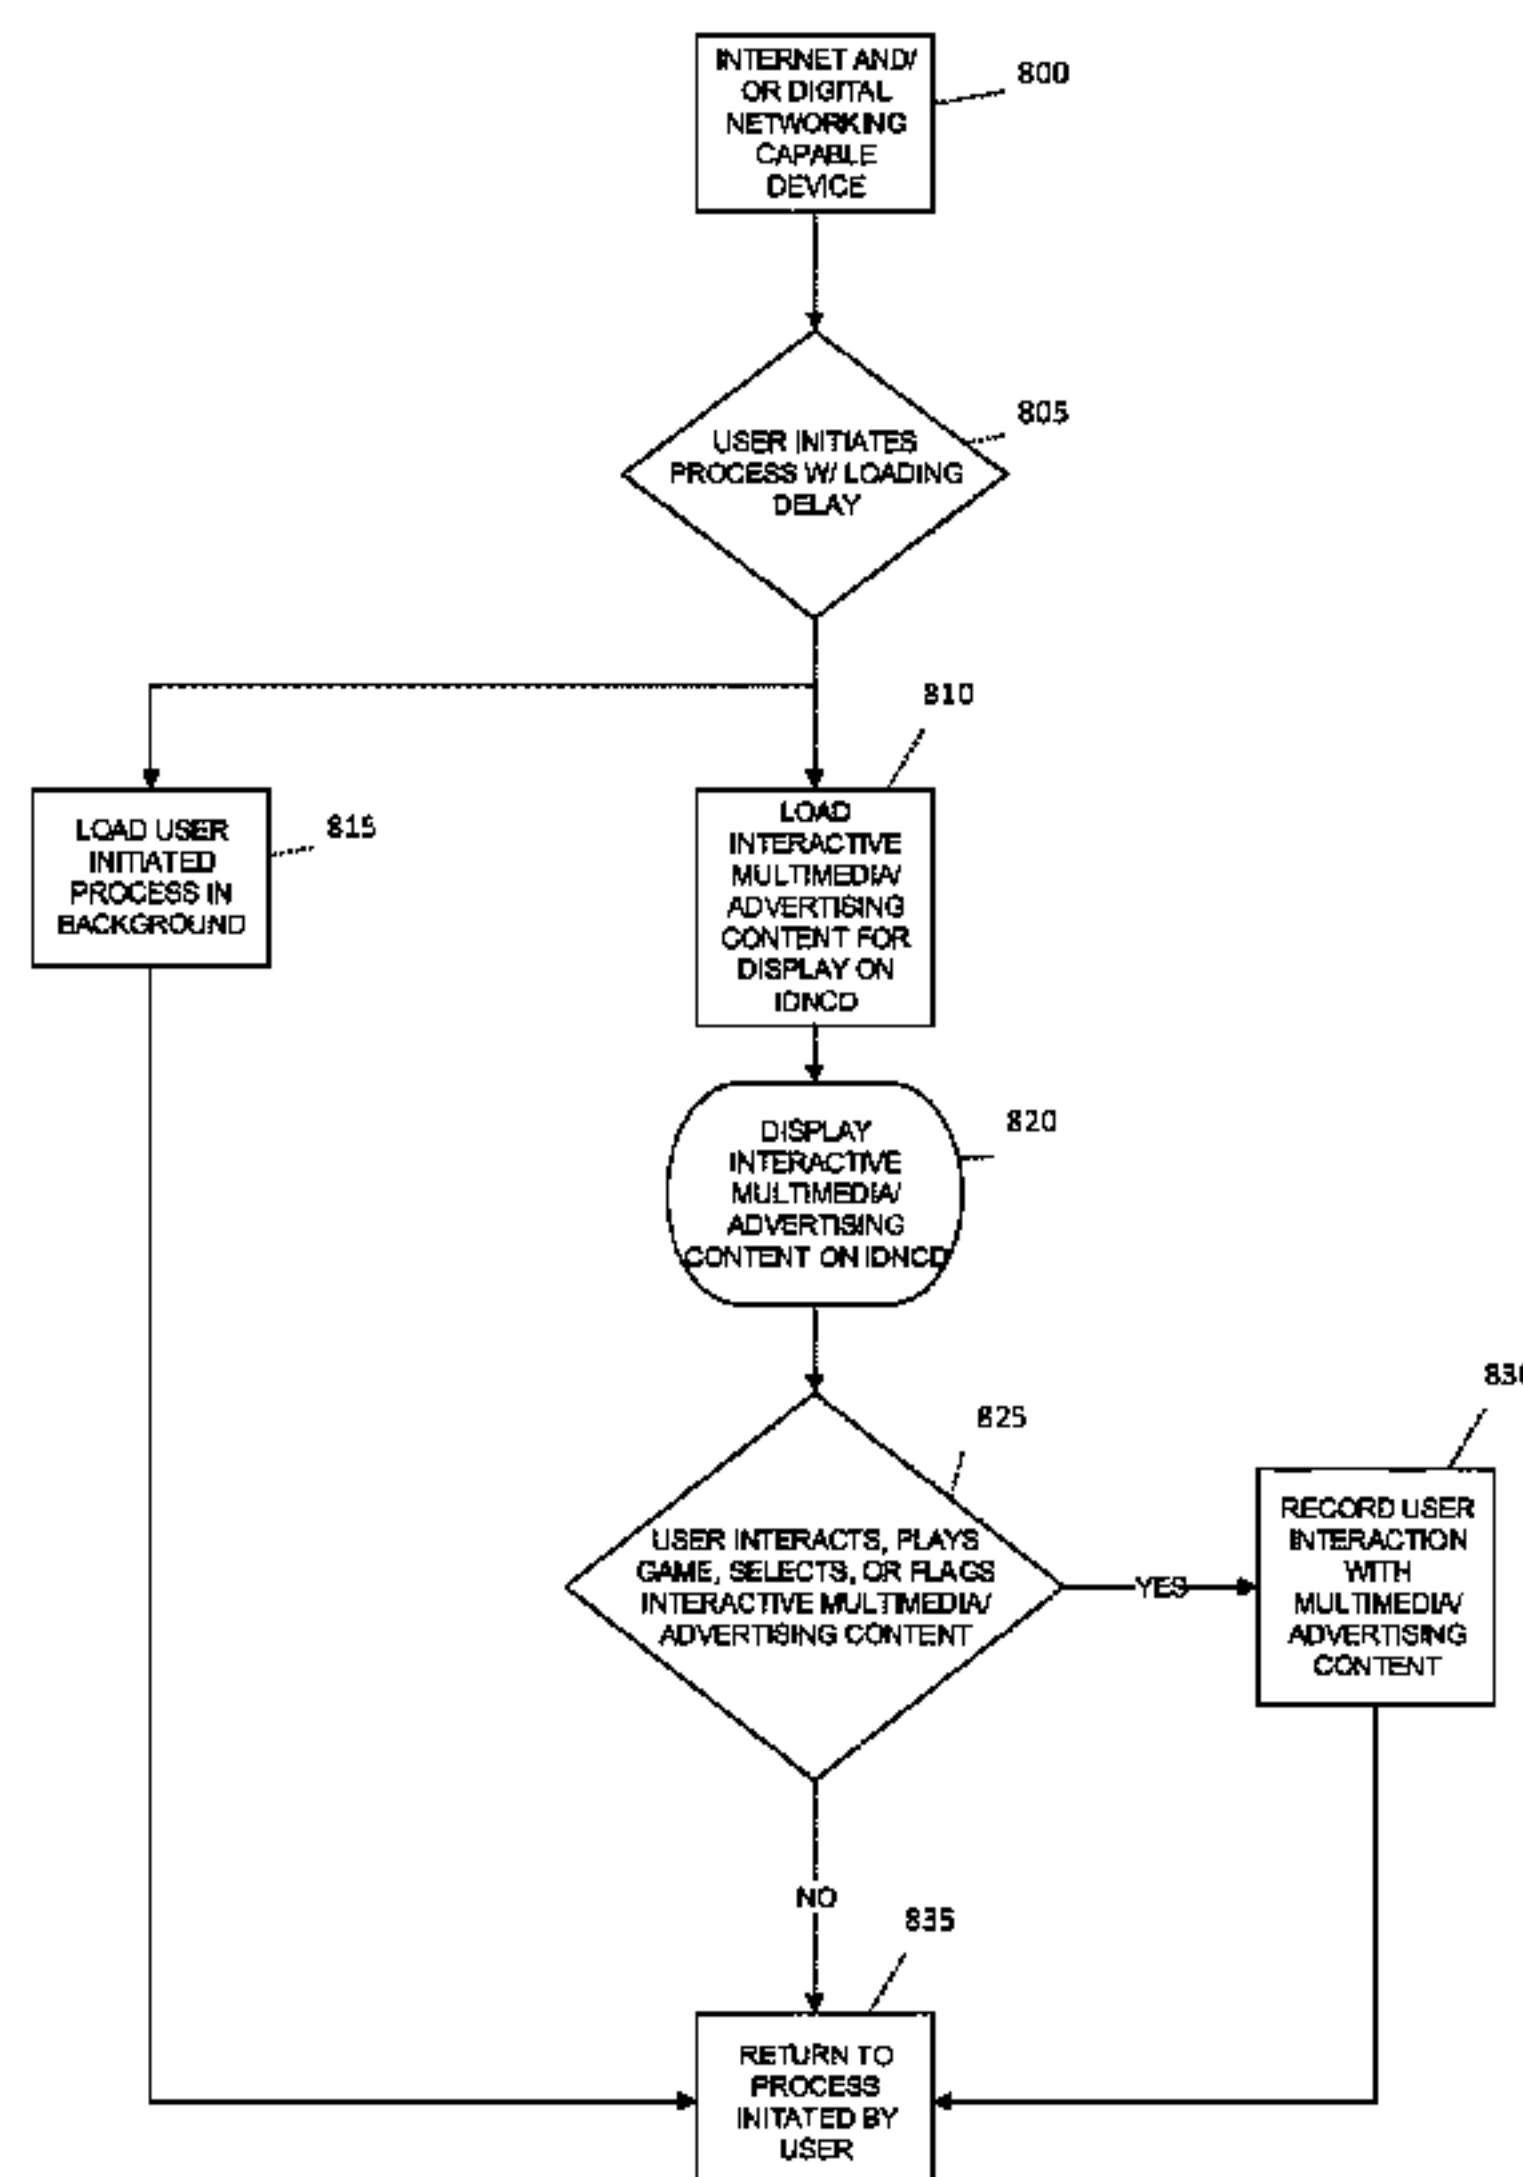 INTERNET AND/
OR DIGITAL
NETWORKING
CAPABLE
DEVICE
800
805
USER INITIATES
PROCESS W/ LOADING
DELAY
810
815
LOAD USER
INITIATED
PROCESS IN
BACKGROUND
LOAD
INTERACTIVE
MULTIMEDIA/
ADVERTISING
CONTENT FOR
DISPLAY ON
IDNCD
820
DISPLAY
INTERACTIVE
MULTIMEDIA/
ADVERTISING
CONTENT ON IDNCD
825
830
USER INTERACTS, PLAYS
GAME, SELECTS, OR FLAGS
INTERACTIVE MULTIMEDIA/
ADVERTISING CONTENT
YES
RECORD USER
INTERACTION
WITH
MULTIMEDIA/
ADVERTISING
CONTENT
NO
835
RETURN TO
PROCESS
INITATED BY
USER